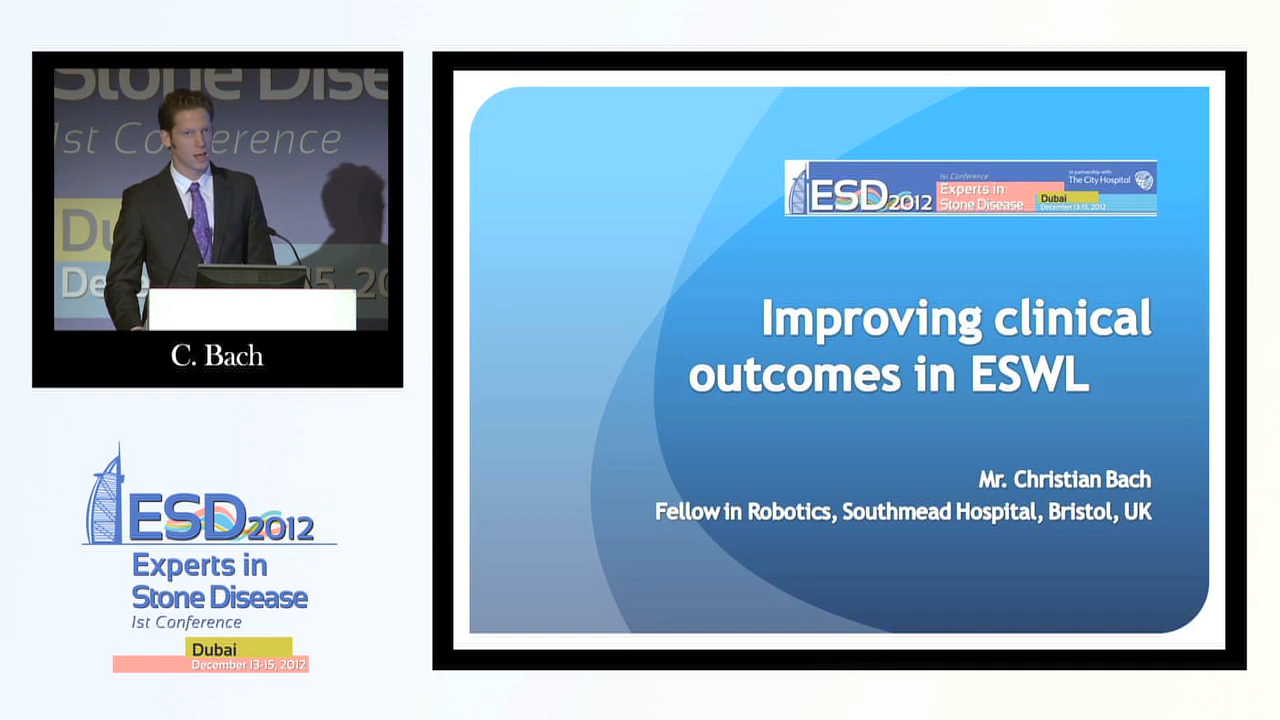 Stone Dise
1st Conference
Du
De
15, 20
C. Bach
ESD2012
Experts in
Stone Disease
1st Conference
Dubai
December 13-15, 2012
ESD2012
1st Conference
Experts in
Stone Disease
in partnership with:
The City Hospital
Dubai
December 13-15, 2012
Improving clinical
outcomes in ESWL
Mr. Christian Bach
Fellow in Robotics, Southmead Hospital, Bristol, UK